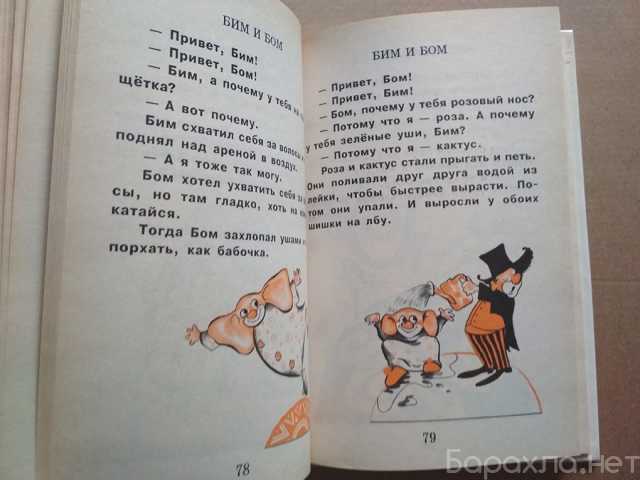 БИМ И БОМ
— Привет, Бим!
— Привет, Бом!
— Бим, а почему у тебя на
щётка?
— А вот почему.
Бим схватил себя за волосы
поднял над ареной в воздух.
— А я тоже так могу.
Бом хотел ухватить себя за
сы, но там гладко, хоть на
катайся.
Тогда Бом захлопал ушами
порхать, как бабочка.
78
БИМ И БОМ
— Привет, Бом!
— Привет, Бим!
— Бом, почему у тебя розовый нос?
— Потому что я — роза. А почему
у тебя зелёные уши, Бим?
— Потому что я — кактус.
Роза и кактус стали прыгать и петь.
Они поливали друг друга водой из
лейки, чтобы быстрее вырасти. По-
том они упали. И выросли у обоих
шишки на лбу.
79
Барахла.нет